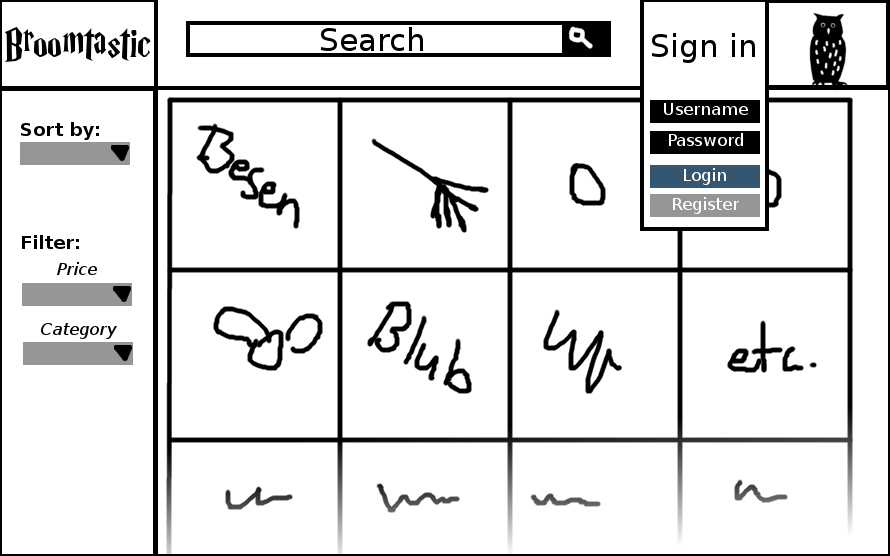 Broomtastic
Search
Sign in
Username
Password
Login
Register
Sort by:
Filter:
Price
Category
Besen
Blub
etc.